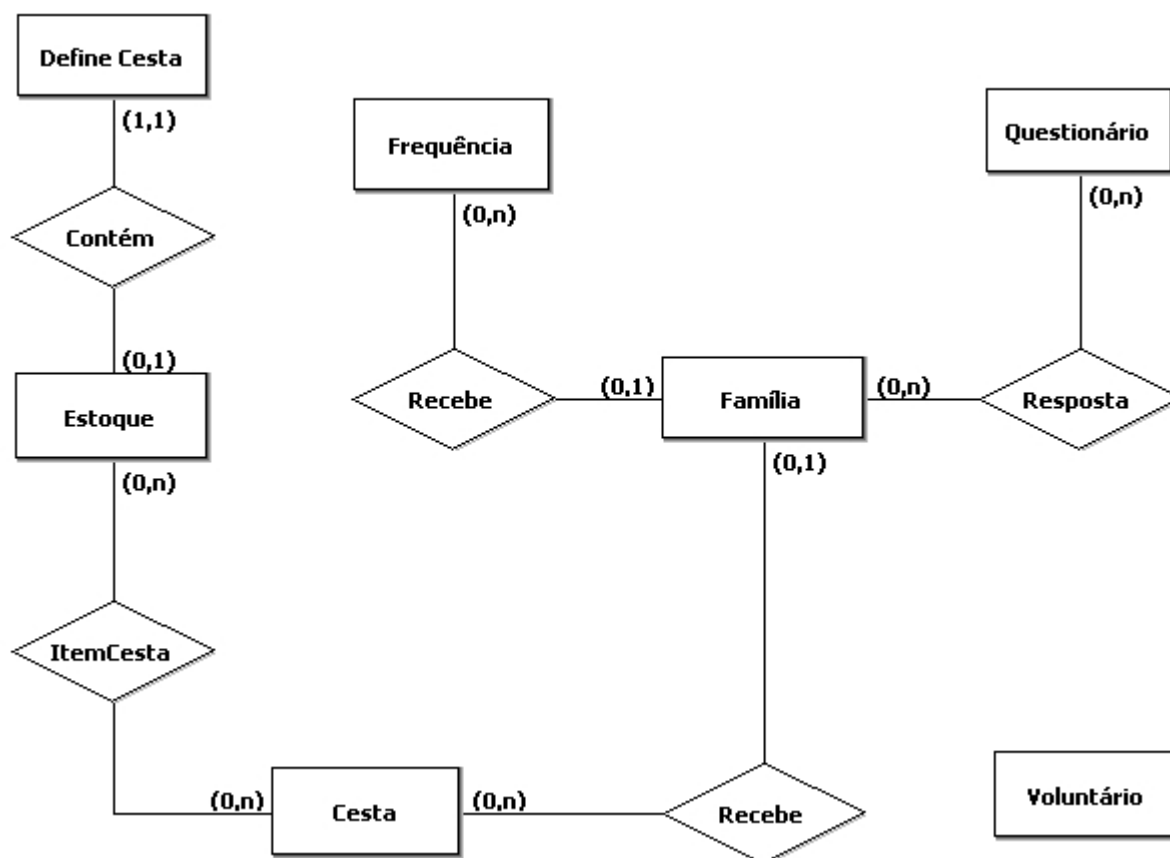 Define Cesta
(1,1)
Contém
(0,1)
Estoque
(0,n)
ItemCesta
(0,n)
Cesta
(0,n)
Recebe
(0,1)
Família
(0,1)
Recebe
(0,n)
Frequência
(0,n)
Resposta
(0,n)
Questionário
Voluntário